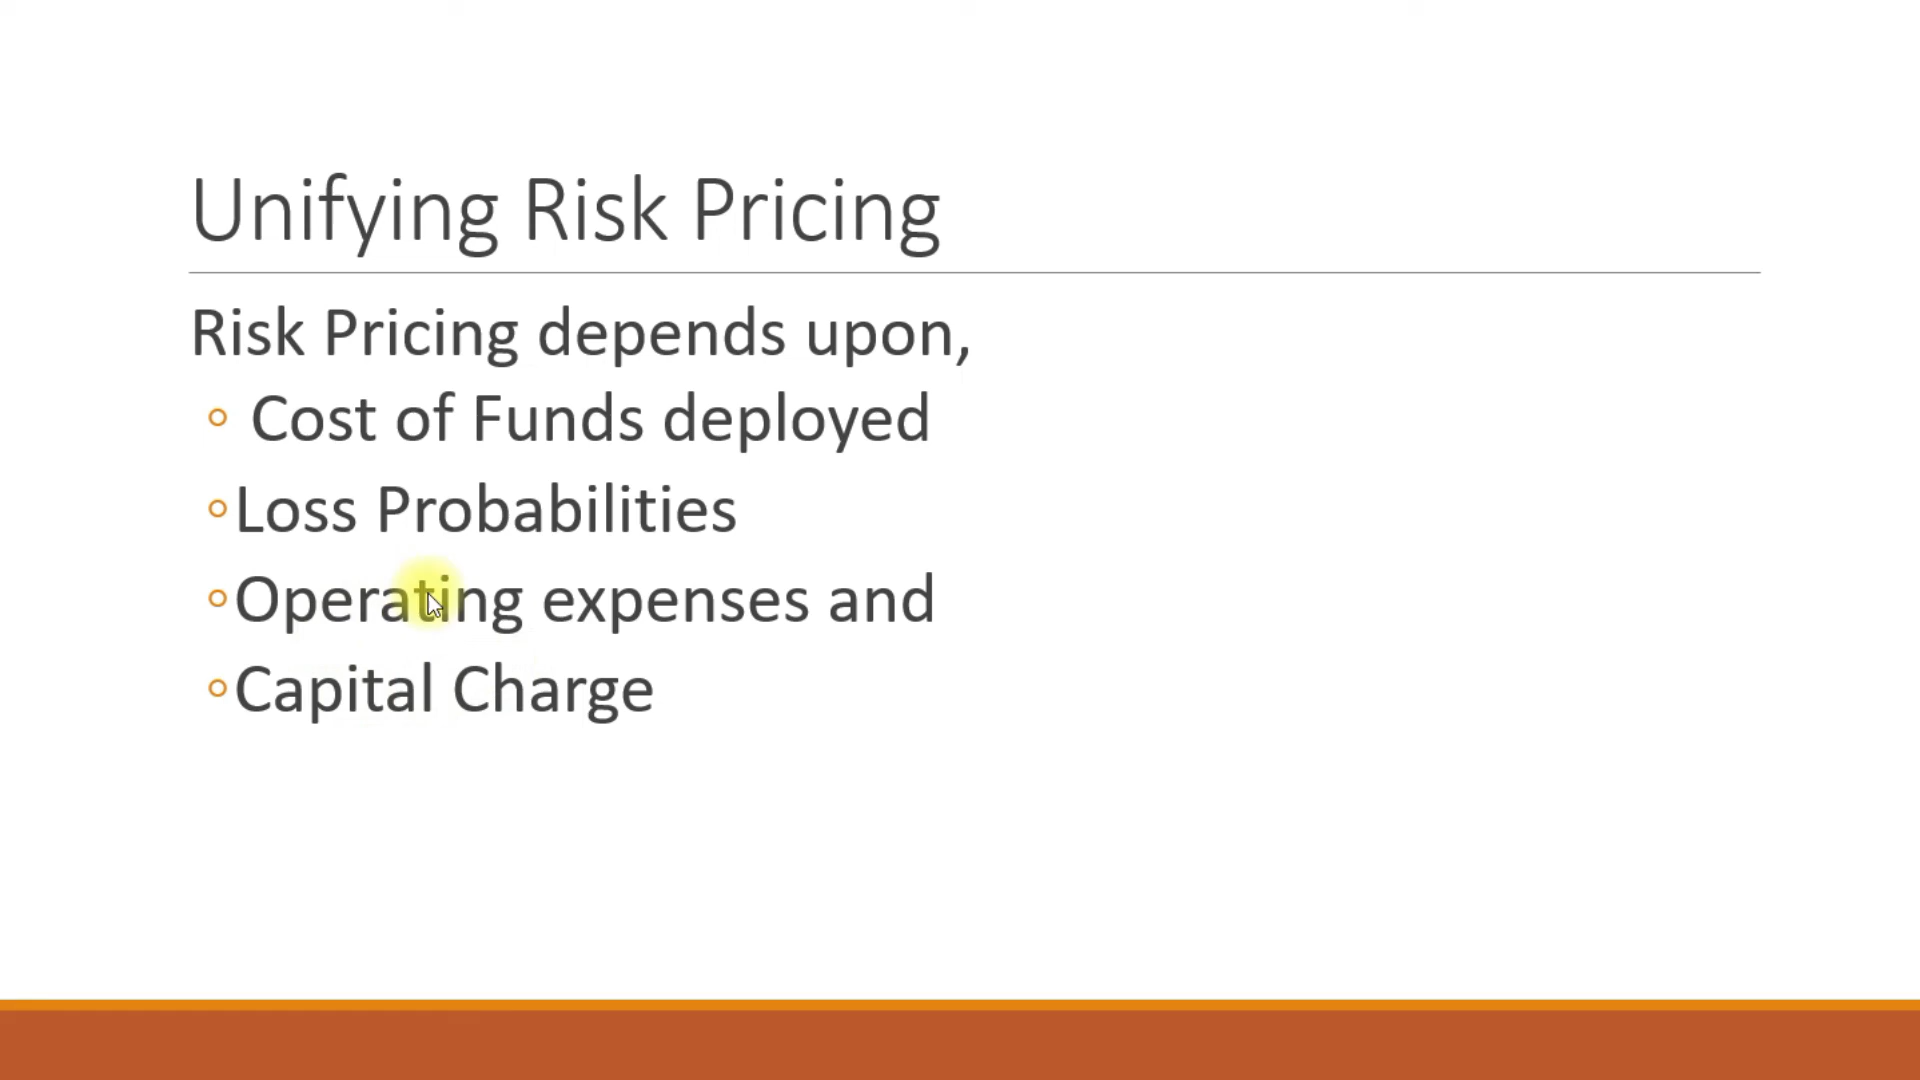 Unifying Risk Pricing
Risk Pricing depends upon,
◦ Cost of Funds deployed
◦Loss Probabilities
◦Operating expenses and
◦Capital Charge